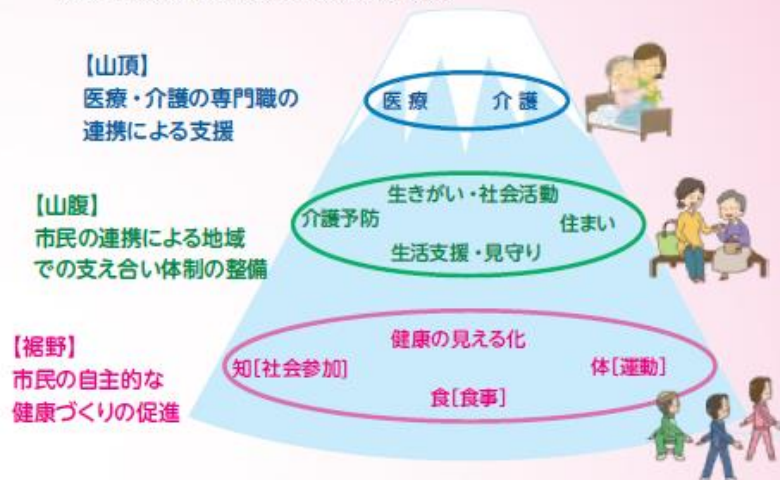 【山頂】
医療・介護の専門職の
連携による支援
医療 介護
【山腹】
市民の連携による地域
での支え合い体制の整備
生きがい・社会活動
介護予防 住まい
生活支援・見守り
【裾野】
市民の自主的な
健康づくりの促進
健康の見える化
知[社会参加] 体[運動]
食[食事]